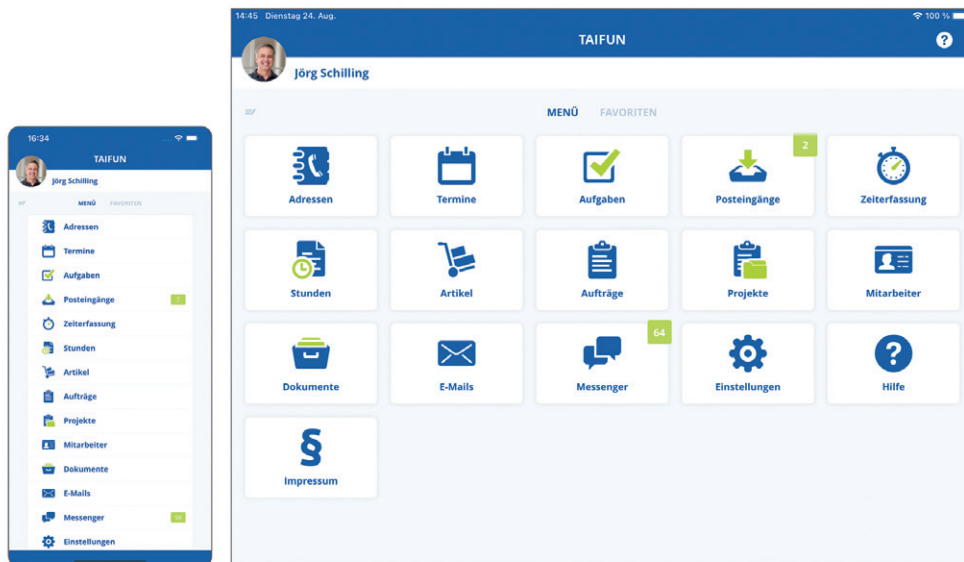 16:34
TAIFUN
Jörg Schilling
MENÜ FAVORITEN
Adressen
Termine
Aufgaben
Posteingänge
Zeiterfassung
Stunden
Artikel
Aufträge
Projekte
Mitarbeiter
Dokumente
E-Mails
Messenger
Einstellungen
14:45 Dienstag 24. Aug. 100 %
TAIFUN
?
Jörg Schilling
MENÜ FAVORITEN
2
Adressen Termine Aufgaben Posteingänge Zeiterfassung
Stunden Artikel Aufträge Projekte Mitarbeiter
64
?
Dokumente E-Mails Messenger Einstellungen Hilfe
§
Impressum